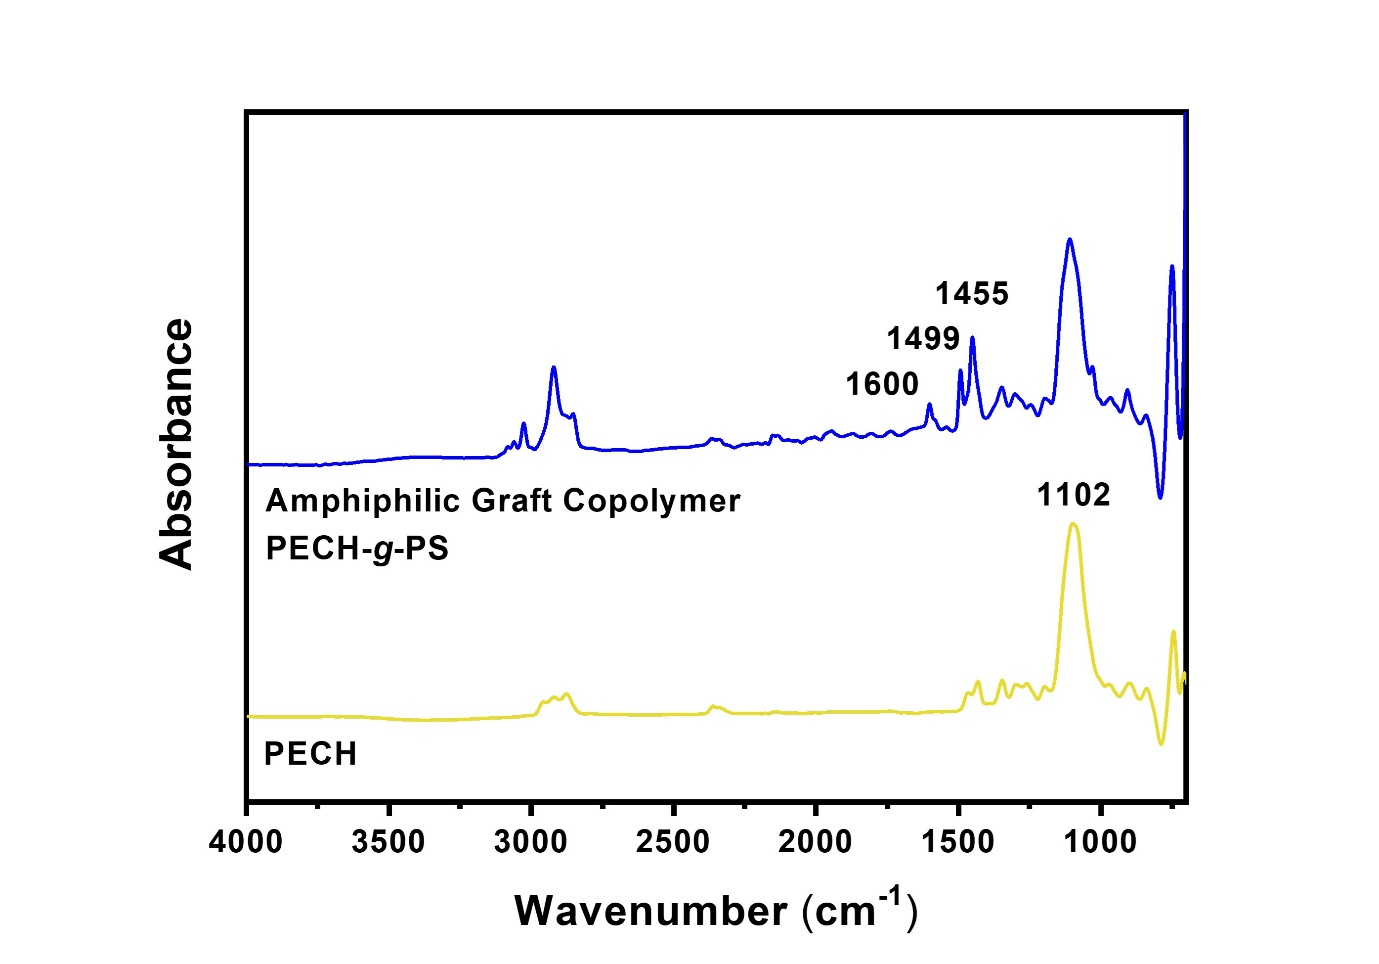 1455
1499
1600
Amphiphilic Graft Copolymer
PECH-g-PS
1102
PECH
Absorbance
4000 3500 3000 2500 2000 1500 1000
Wavenumber (cm-1)